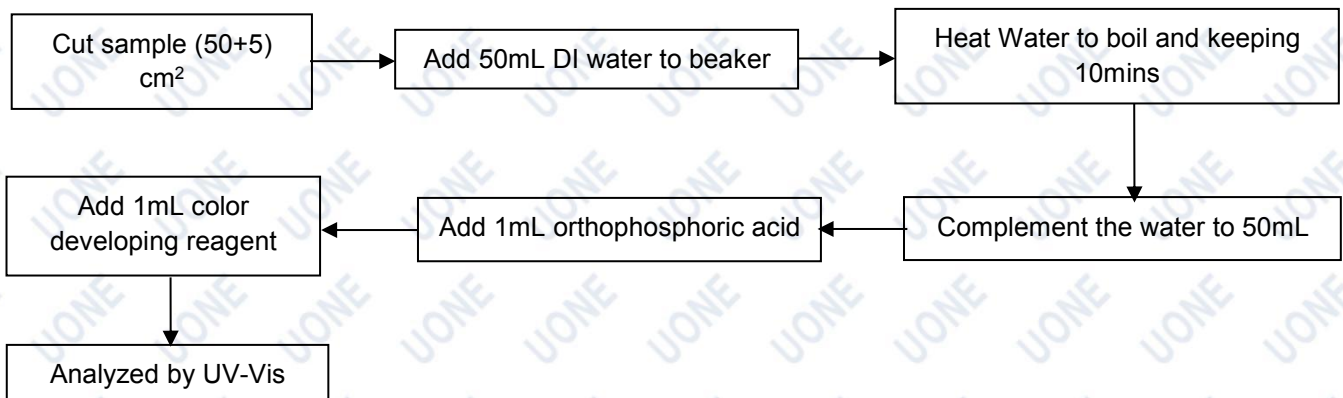 Cut sample (50+5)
cm²
Add 50mL DI water to beaker
Heat Water to boil and keeping
10mins
Complement the water to 50mL
Add 1mL orthophosphoric acid
Add 1mL color
developing reagent
Analyzed by UV-Vis
UONE